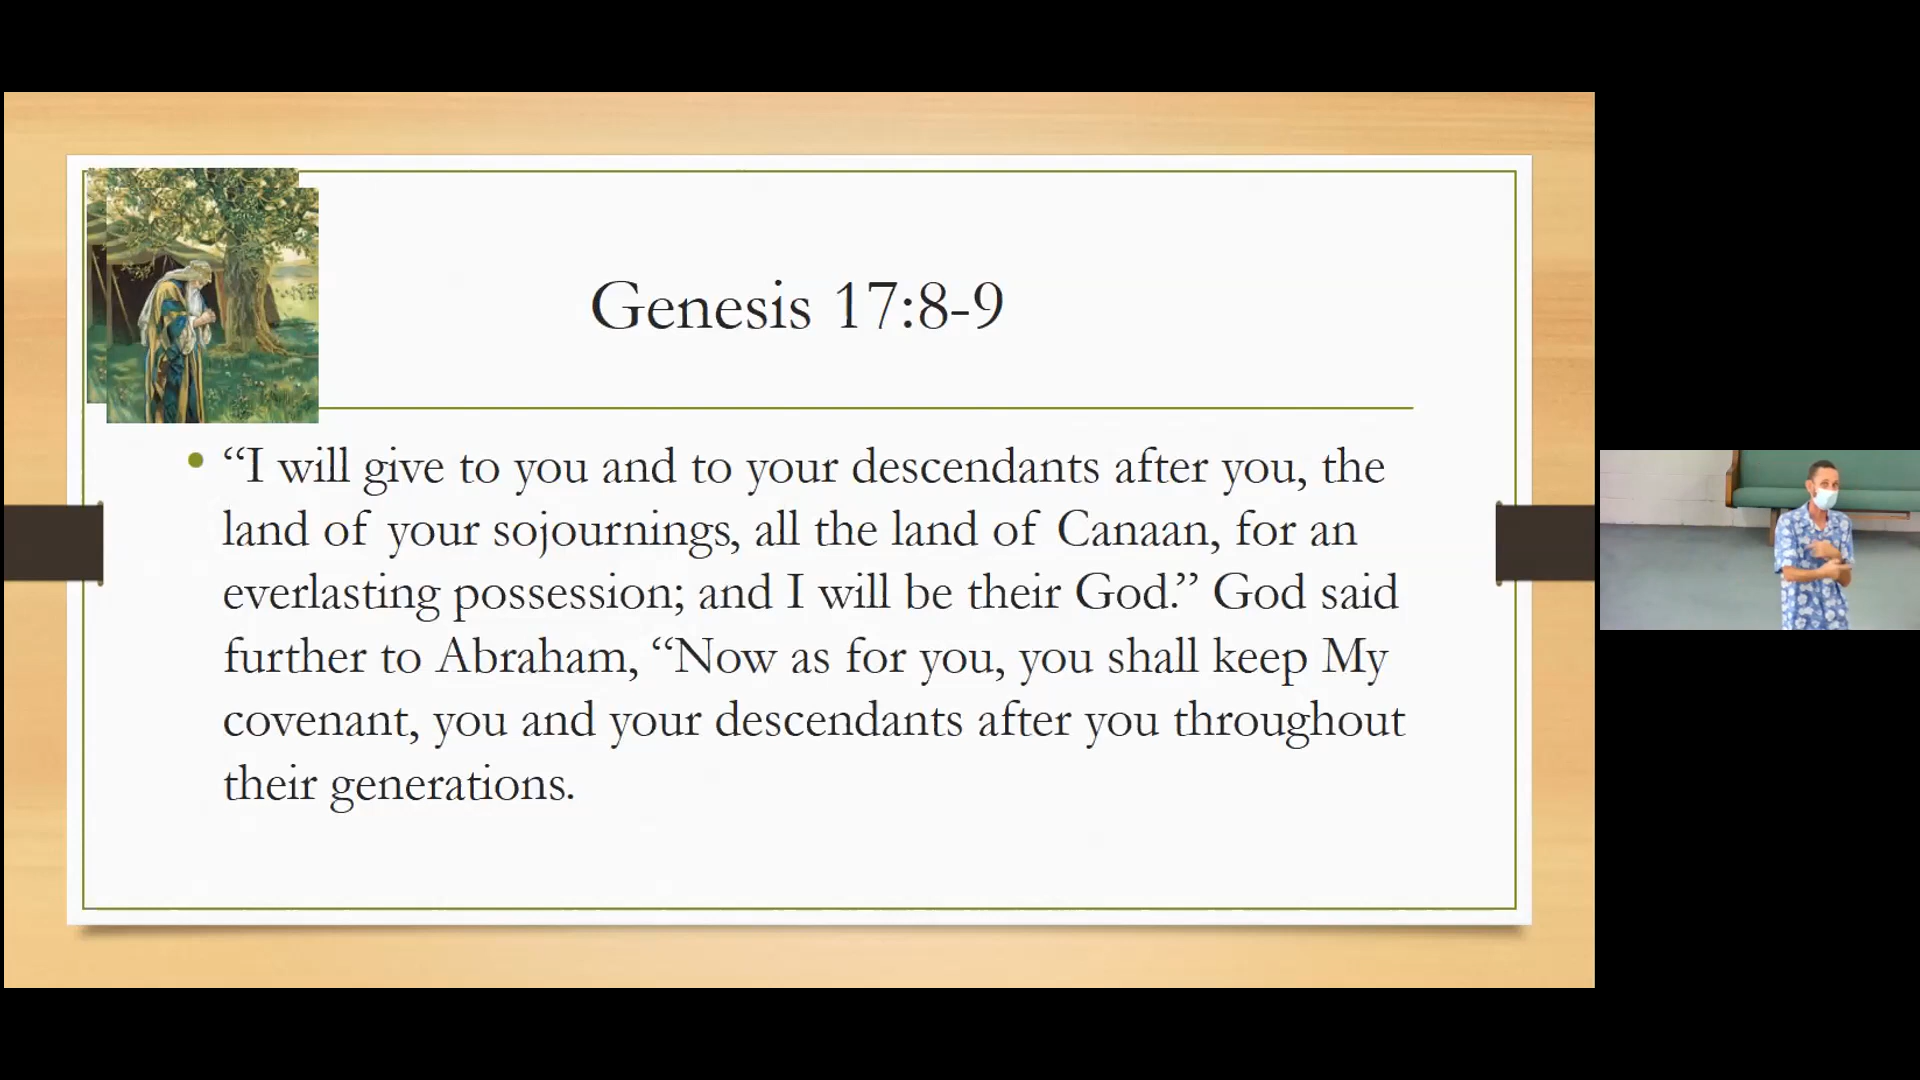 Genesis 17:8-9
• “I will give to you and to your descendants after you, the
land of your sojournings, all the land of Canaan, for an
everlasting possession; and I will be their God.” God said
further to Abraham, “Now as for you, you shall keep My
covenant, you and your descendants after you throughout
their generations.